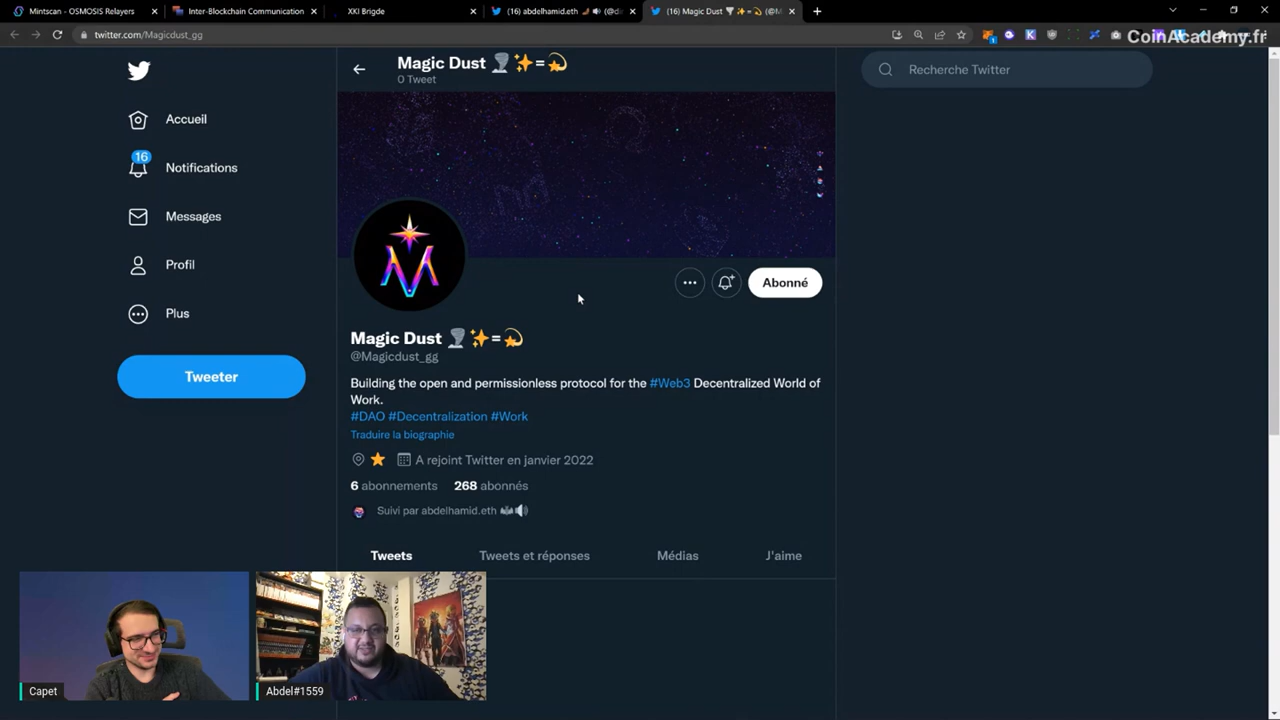 Mintscan - OSMOSIS Relayers
Inter-Blockchain Communication
XKI Brigde
(16) abdelhamid.eth
(16) Magic Dust
twitter.com/Magicdust_gg
CoinAcademy.fr
Magic Dust 🌪✨=💫
0 Tweet
Recherche Twitter
Accueil
16
Notifications
Messages
Profil
Plus
Tweeter
Abonné
Magic Dust 🌪✨=💫
@Magicdust_gg
Building the open and permissionless protocol for the #Web3 Decentralized World of
Work.
#DAO #Decentralization #Work
Traduire la biographie
A rejoint Twitter en janvier 2022
6 abonnements 268 abonnés
Suivi par abdelhamid.eth
Tweets Tweets et réponses Médias J'aime
Capet
Abdel#1559